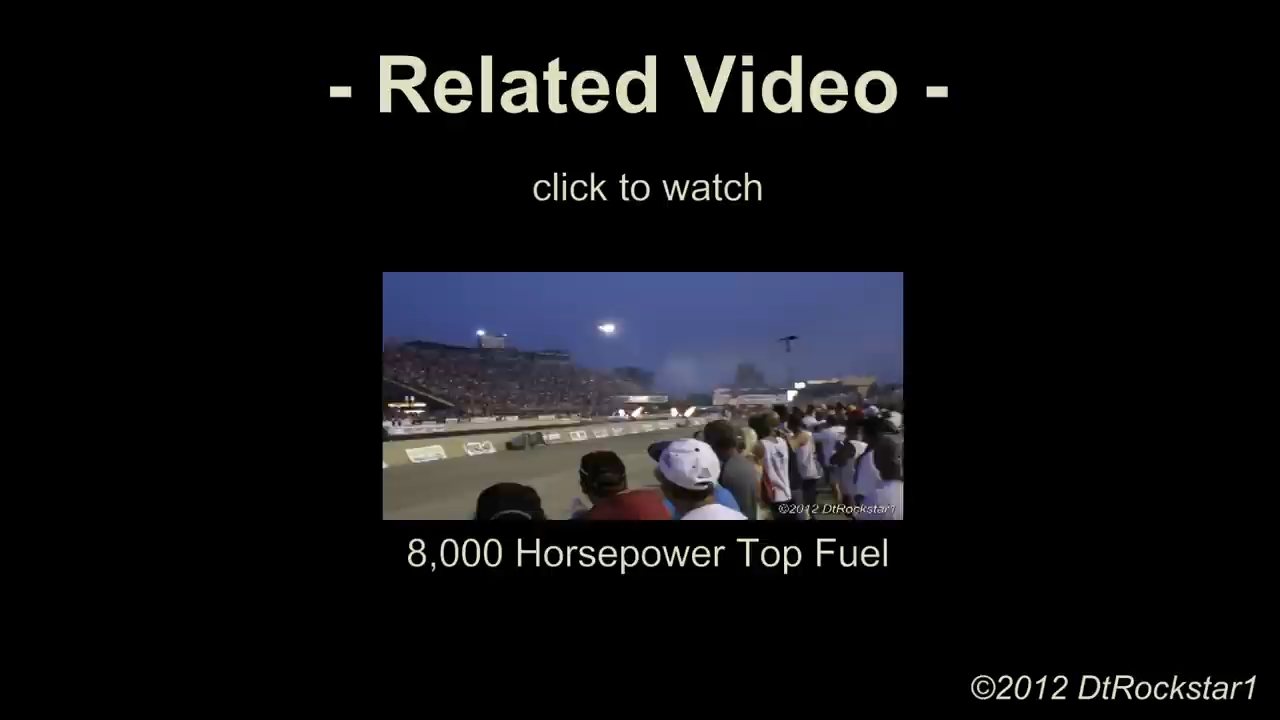 - Related Video -
click to watch
©2012 DtRockstar1
8,000 Horsepower Top Fuel
©2012 DtRockstar1